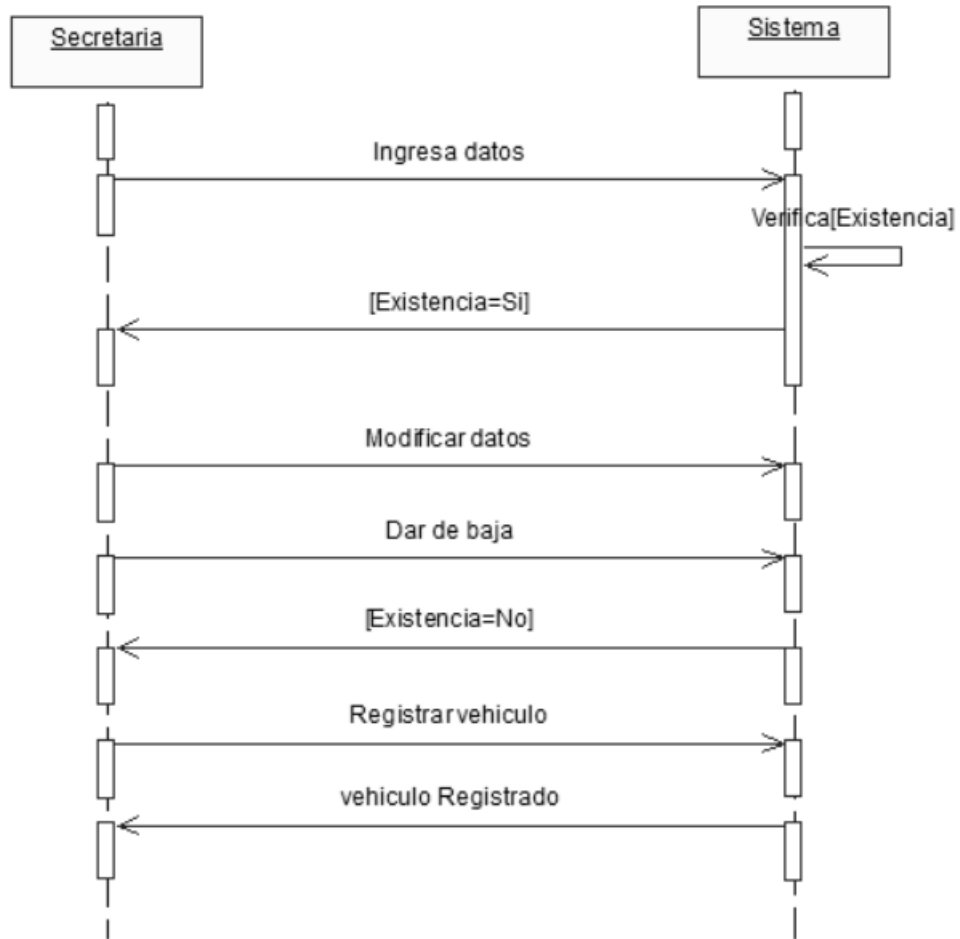 Secretaria
Sistema
Ingresa datos
Verifica[Existencia]
[Existencia=Si]
Modificar datos
Dar de baja
[Existencia=No]
Registrar vehiculo
vehiculo Registrado